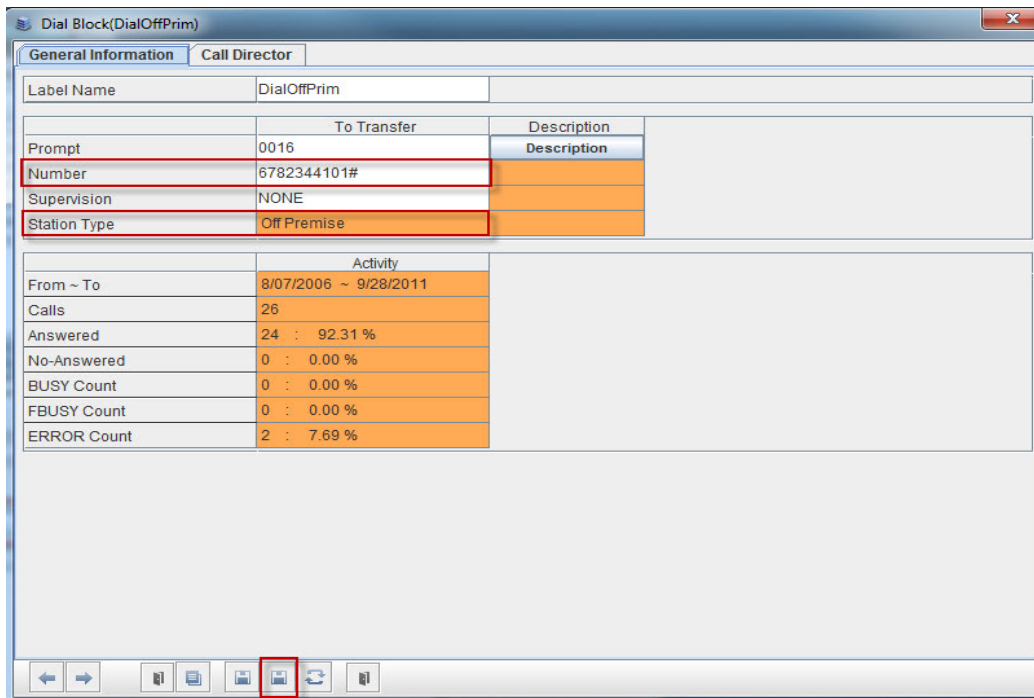 Dial Block(DialOffPrim)
General Information Call Director
Label Name DialOffPrim
To Transfer Description
Prompt 0016 Description
Number 6782344101#
Supervision NONE
Station Type Off Premise
Activity
From ~ To 8/07/2006 ~ 9/28/2011
Calls 26
Answered 24 : 92.31 %
No-Answered 0 : 0.00 %
BUSY Count 0 : 0.00 %
FBUSY Count 0 : 0.00 %
ERROR Count 2 : 7.69 %